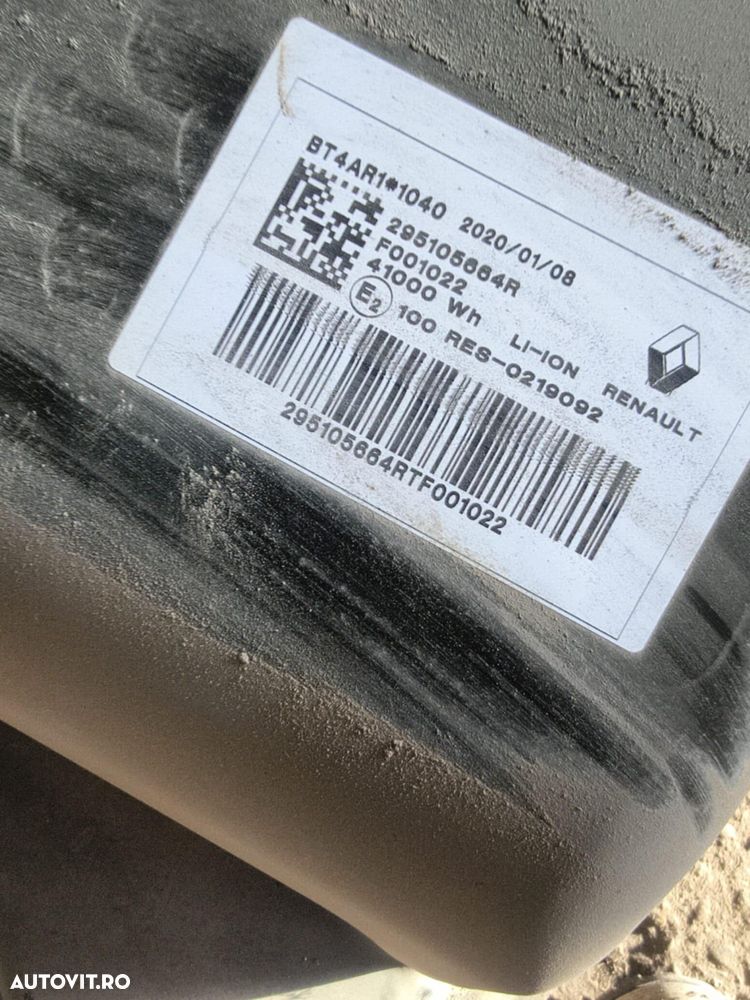 BT4AR1*1040 2020/01/08
295105664R
F001022
41000 Wh LI-ION RENAULT
E2 100 RES-0219092
295105664RTF001022
AUTOVIT.RO